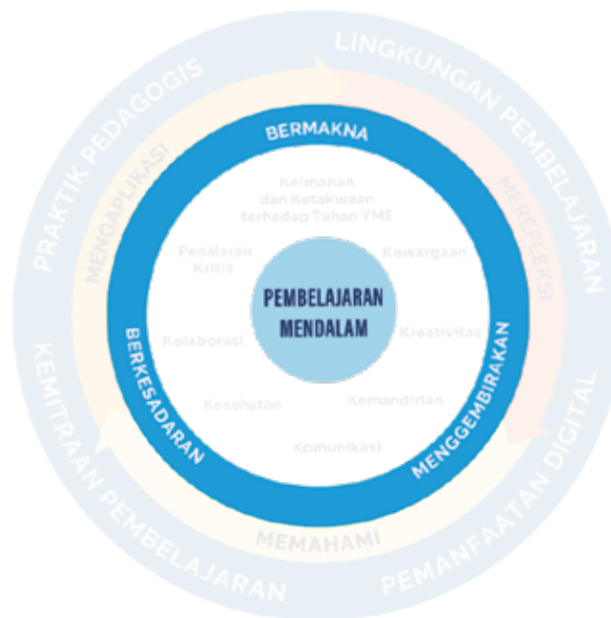 LINGKUNGAN PEMBELAJARAN
PRAKTIK PEDAGOGIS
MENGAPLIKASI
MEREFLEKSI
BERMAKNA
Keimanan
dan Ketakwaan
terhadap Tuhan YME
Penalaran
Kritis
Kewargaan
PEMBELAJARAN
MENDALAM
Kolaborasi
Kreativitas
BERKESADARAN
MENGGEMBIRAKAN
Kesehatan
Kemandirian
Komunikasi
MEMAHAMI
KEMITRAAN PEMBELAJARAN
PEMANFAATAN DIGITAL